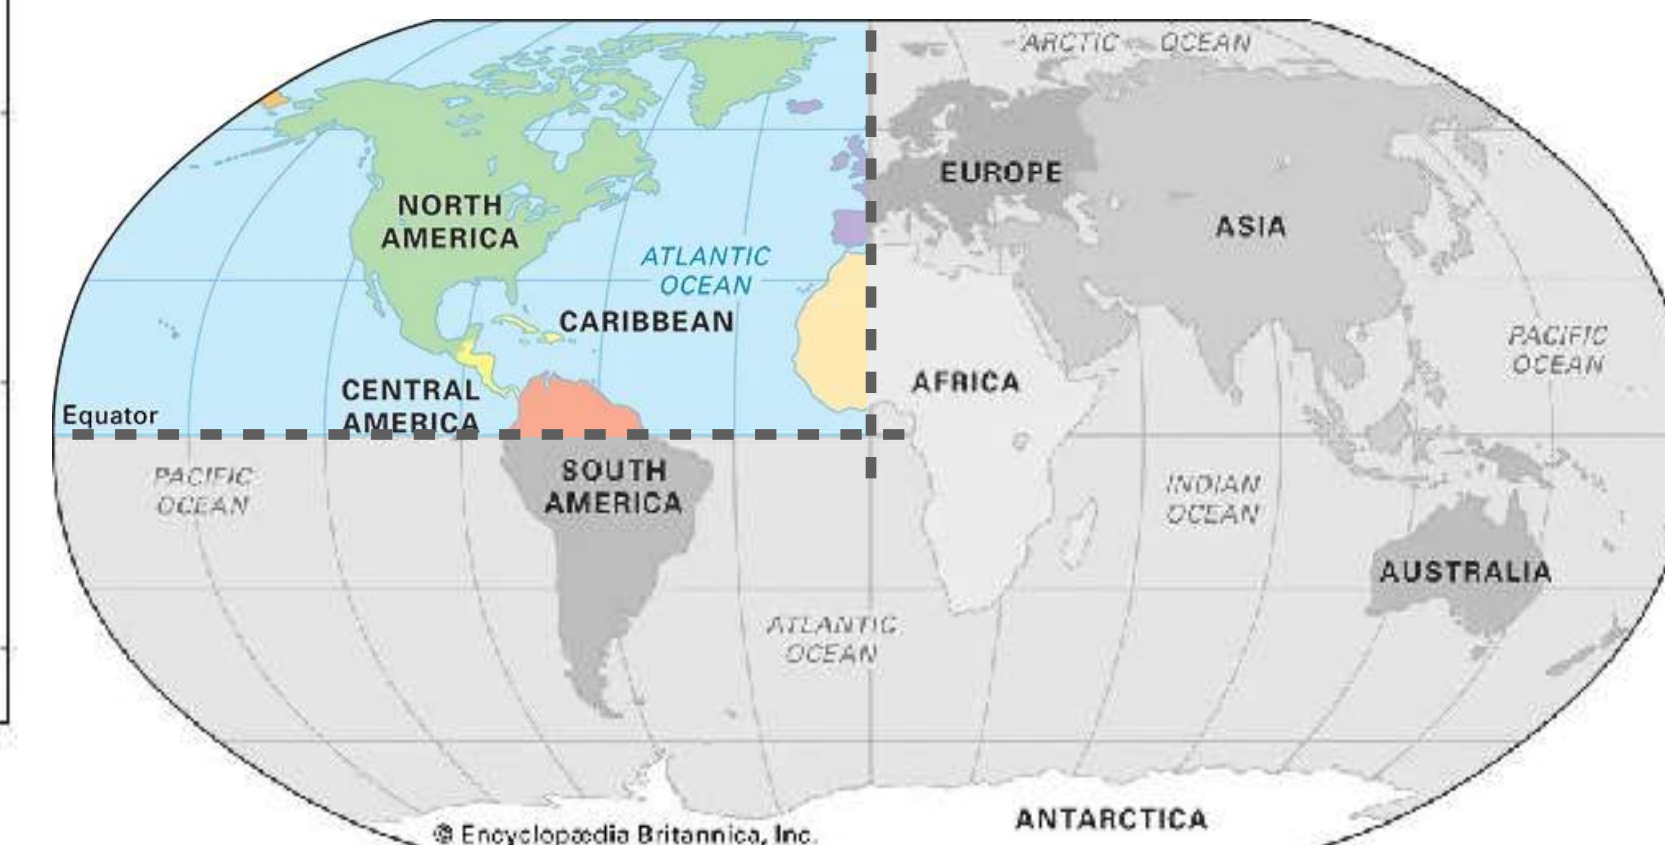 ARCTIC OCEAN
EUROPE
ASIA
NORTH
AMERICA
ATLANTIC
OCEAN
CARIBBEAN
PACIFIC
OCEAN
CENTRAL
AMERICA
AFRICA
Equator
PACIFIC
OCEAN
SOUTH
AMERICA
INDIAN
OCEAN
AUSTRALIA
ATLANTIC
OCEAN
ANTARCTICA
© Encyclopædia Britannica, Inc.